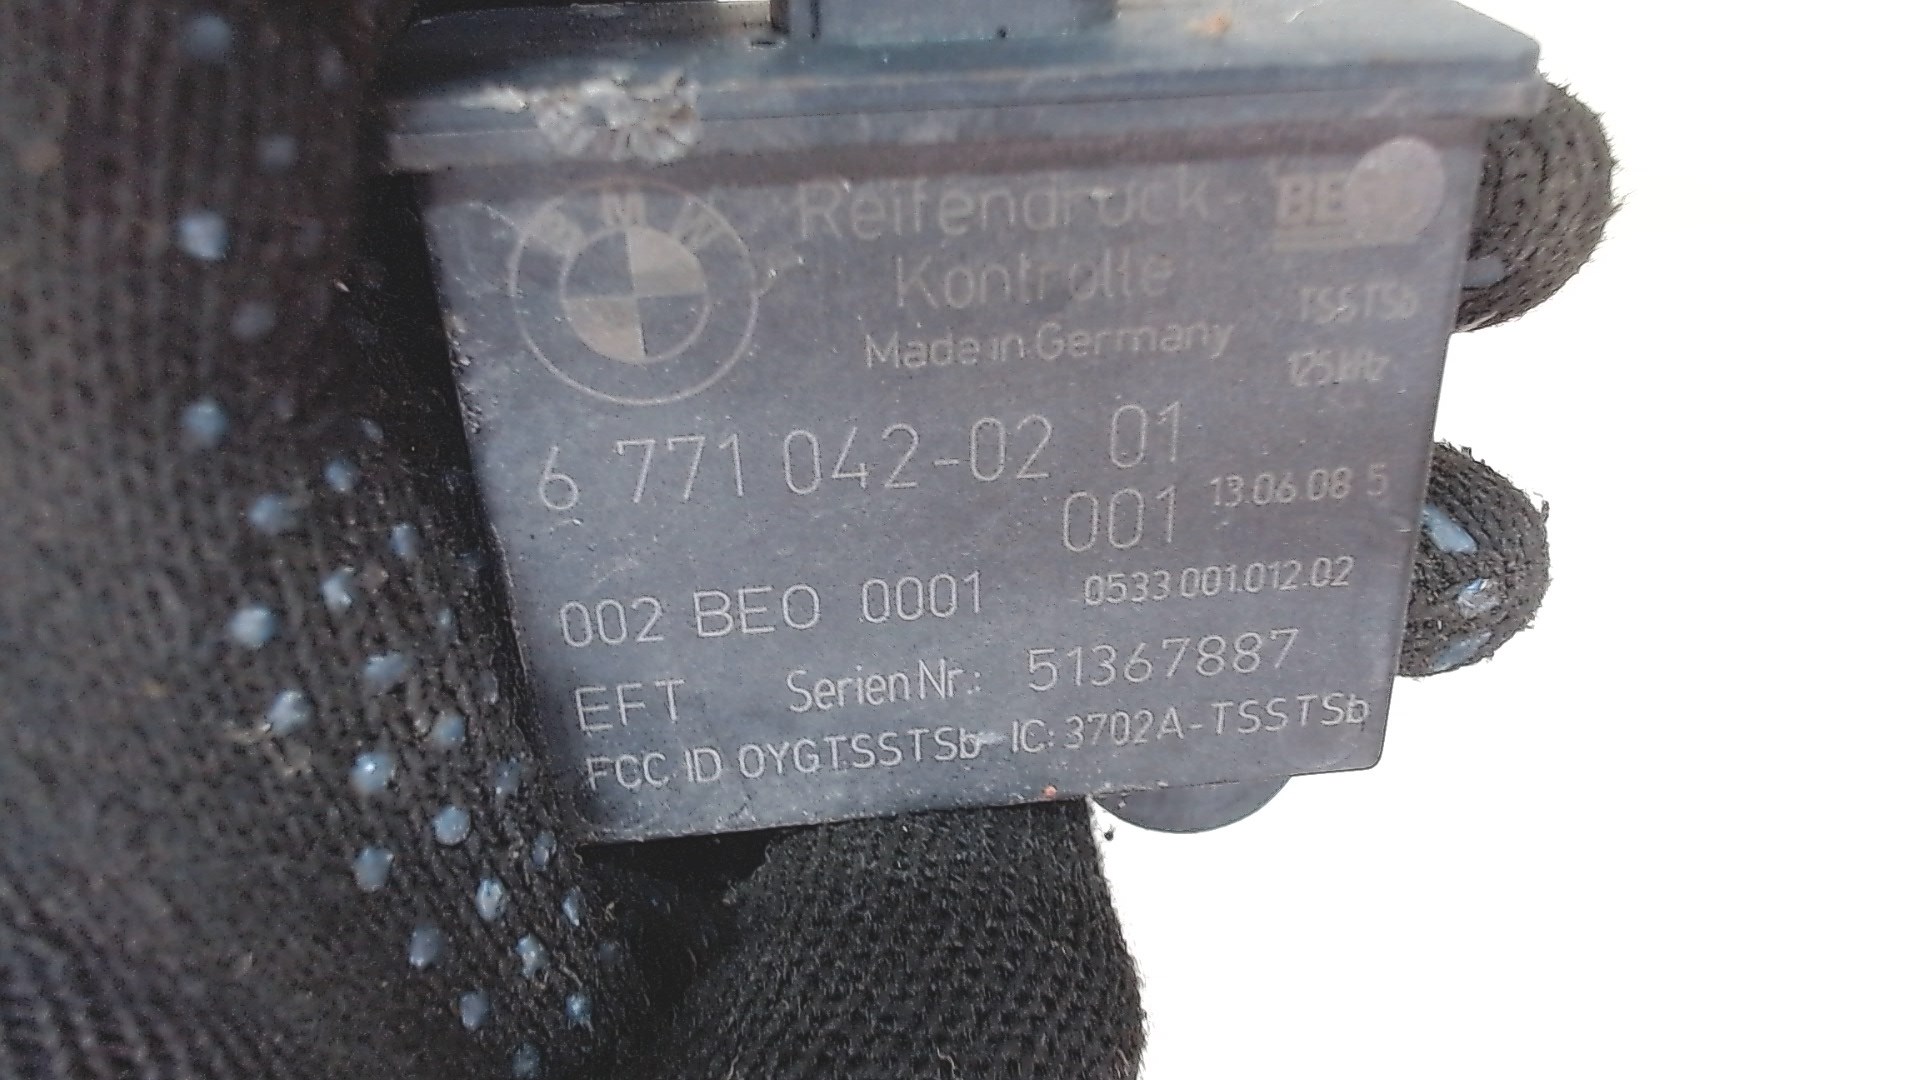 BMW
Reifendruck-
Kontrolle
Made in Germany
TSSTSb
125 kHz
6 771 042-02 01
001 13.06.08 5
002 BEO 0001 0533 001.012.02
EFT Serien Nr.: 51367887
FCC ID OYGTSSTSb IC: 3702A-TSSTSb